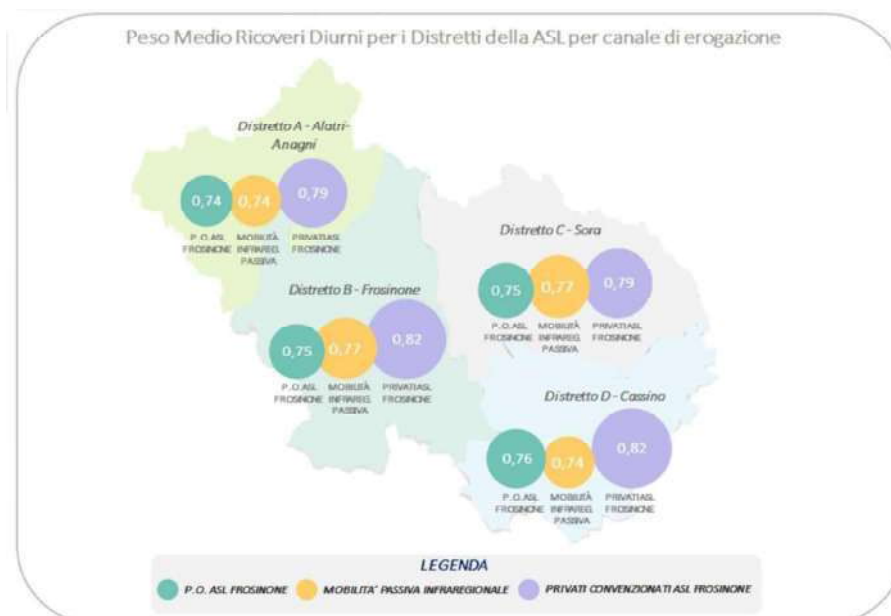 Peso Medio Ricoveri Diurni per i Distretti della ASL per canale di erogazione
Distretto A - Alatri-
Anagni
0,74
0,74
0,79
P.O. ASL
FROSINONE
MOBILITÀ
INFRAREG.
PASSIVA
PRIVATI ASL
FROSINONE
Distretto C - Sora
0,75
0,77
0,79
P.O. ASL
FROSINONE
MOBILITÀ
INFRAREG.
PASSIVA
PRIVATI ASL
FROSINONE
Distretto B - Frosinone
0,75
0,77
0,82
P.O. ASL
FROSINONE
MOBILITÀ
INFRAREG.
PASSIVA
PRIVATI ASL
FROSINONE
Distretto D - Cassino
0,76
0,74
0,82
P.O. ASL
FROSINONE
MOBILITÀ
INFRAREG.
PASSIVA
PRIVATI ASL
FROSINONE
LEGENDA
P.O. ASL FROSINONE
MOBILITA' PASSIVA INFRAREGIONALE
PRIVATI CONVENZIONATI ASL FROSINONE